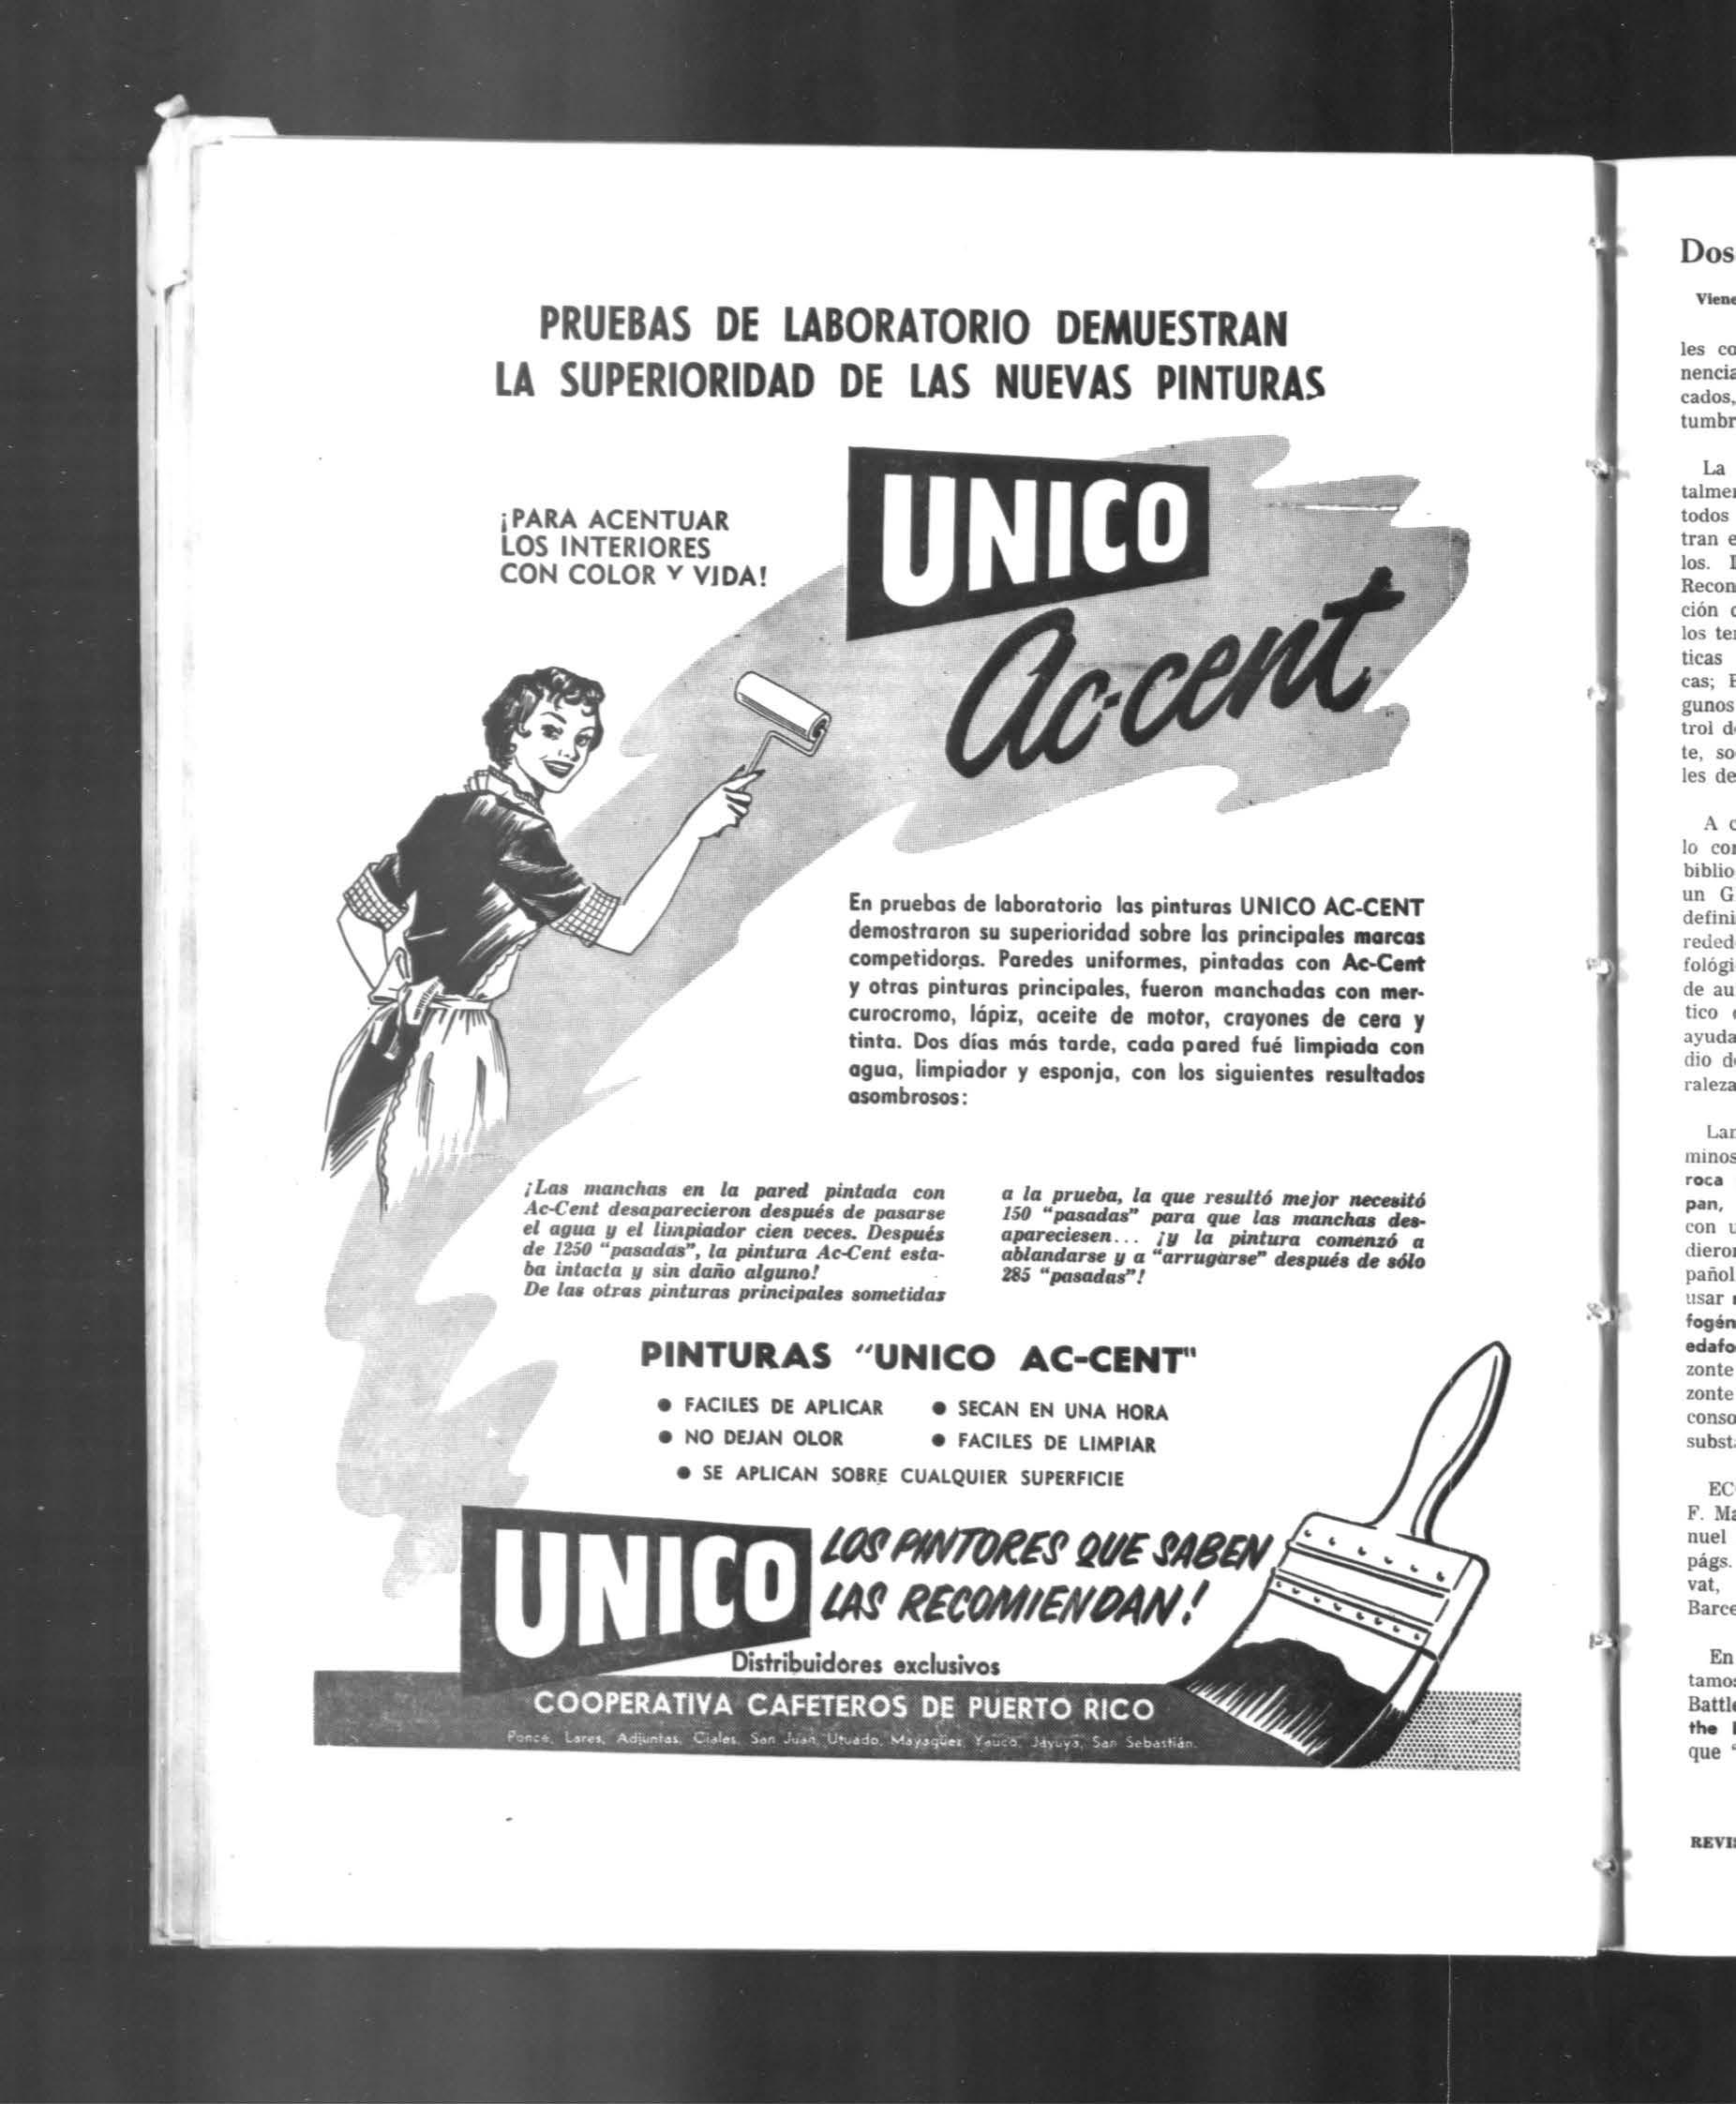 PRUEBAS DE LABORATORIO DEMUESTRAN
LA SUPERIORIDAD DE LAS NUEVAS PINTURAS
UNICO
Ac-cent
¡PARA ACENTUAR
LOS INTERIORES
CON COLOR Y VIDA!
En pruebas de laboratorio las pinturas UNICO AC-CENT
demostraron su superioridad sobre las principales marcas
competidoras. Paredes uniformes, pintadas con Ac-Cent
y otras pinturas principales, fueron manchadas con mer-
curocromo, lápiz, aceite de motor, crayones de cera y
tinta. Dos días más tarde, cada pared fué limpiada con
agua, limpiador y esponja, con los siguientes resultados
asombrosos:
¡Las manchas en la pared pintada con
Ac-Cent desaparecieron después de pasarse
el agua y el limpiador cien veces. Después
de 1250 "pasadas", la pintura Ac-Cent esta-
ba intacta y sin daño alguno!
De las otras pinturas principales sometidas
a la prueba, la que resultó mejor necesitó
150 "pasadas" para que las manchas des-
apareciesen... ¡y la pintura comenzó a
ablandarse y a "arrugarse" después de sólo
285 "pasadas"!
PINTURAS "UNICO AC-CENT"
● FACILES DE APLICAR
● SECAN EN UNA HORA
● NO DEJAN OLOR
● FACILES DE LIMPIAR
● SE APLICAN SOBRE CUALQUIER SUPERFICIE
UNICO
LOS PINTORES QUE SABEN
LAS RECOMIENDAN!
Distribuidores exclusivos
COOPERATIVA CAFETEROS DE PUERTO RICO
Ponce, Lares, Adjuntas, Ciales, San Juan, Utuado, Mayagüez, Yauco, Jayuya, San Sebastián.
Dos
Viene
les co
nencia
cados,
tumbr
La
talmen
todos
tran e
los.
Recon
ción
los te
ticas
cas;
gunos
trol d
te, so
les de
A
lo co
biblio
un G
defini
reded
fológi
de au
tico
ayuda
dio d
raleza
Lar
minos
roca
pan,
con
dieron
pañol
usar
fogén
edafo
zonte
zonte
conso
subst
EC
F. Ma
nuel
págs.
vat,
Barce
En
tamos
Battle
the
que "
REVI